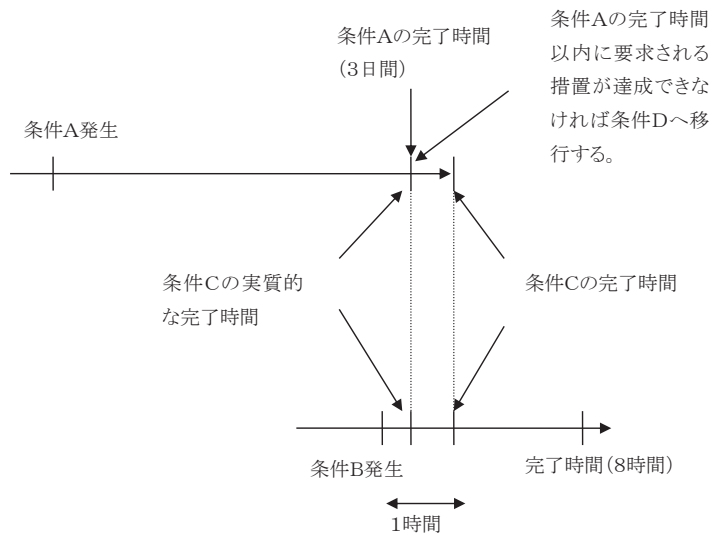 条件Aの完了時間
(3日間)
条件Aの完了時間
以内に要求される
措置が達成できな
ければ条件Dへ移
行する。
条件A発生
条件Cの実質的
な完了時間
条件Cの完了時間
条件B発生
完了時間(8時間)
1時間